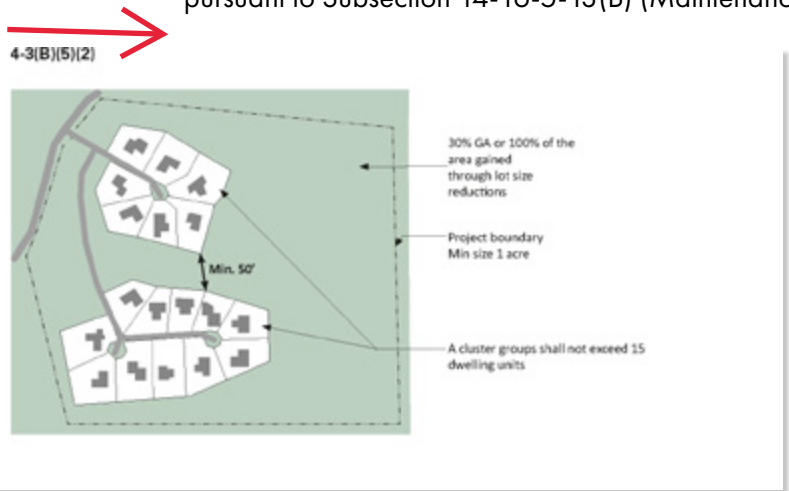 pursuant to Subsection 14-16-5-13(B) (Maintenanc
4-3(B)(5)(2)
30% GA or 100% of the
area gained
through lot size
reductions
Project boundary
Min size 1 acre
Min. 50'
A cluster groups shall not exceed 15
dwelling units